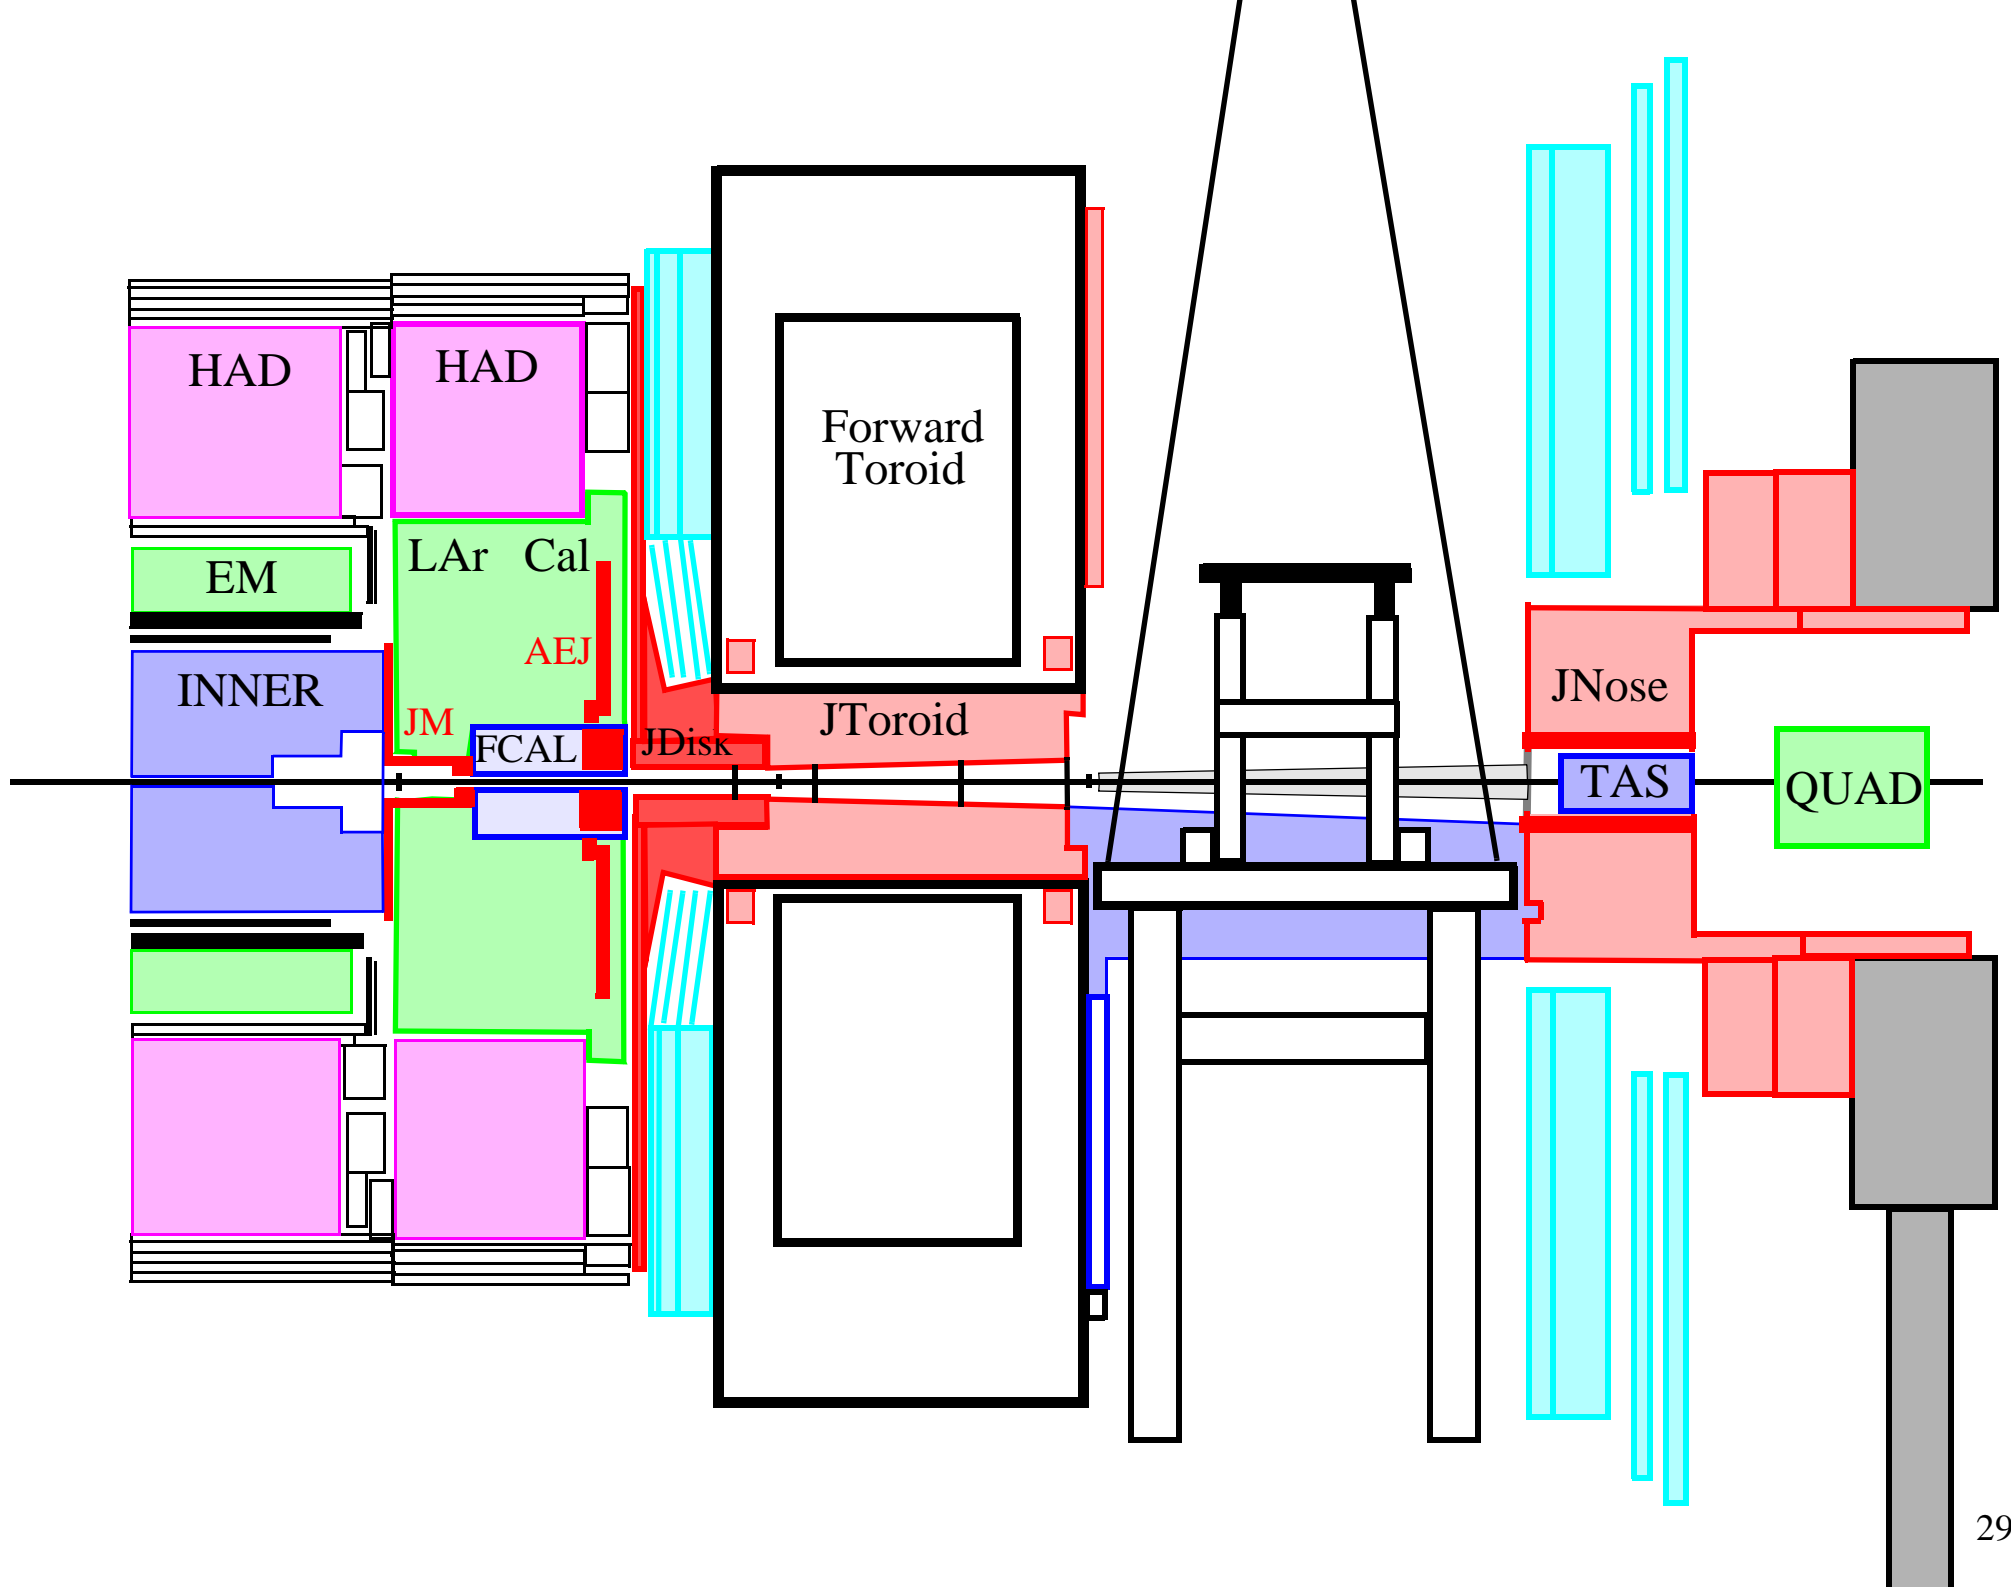 HAD
HAD
Forward
Toroid
LAr Cal
EM
AEJ
INNER
JM
JNose
JToroid
FCAL
JDisk
TAS
QUAD
29